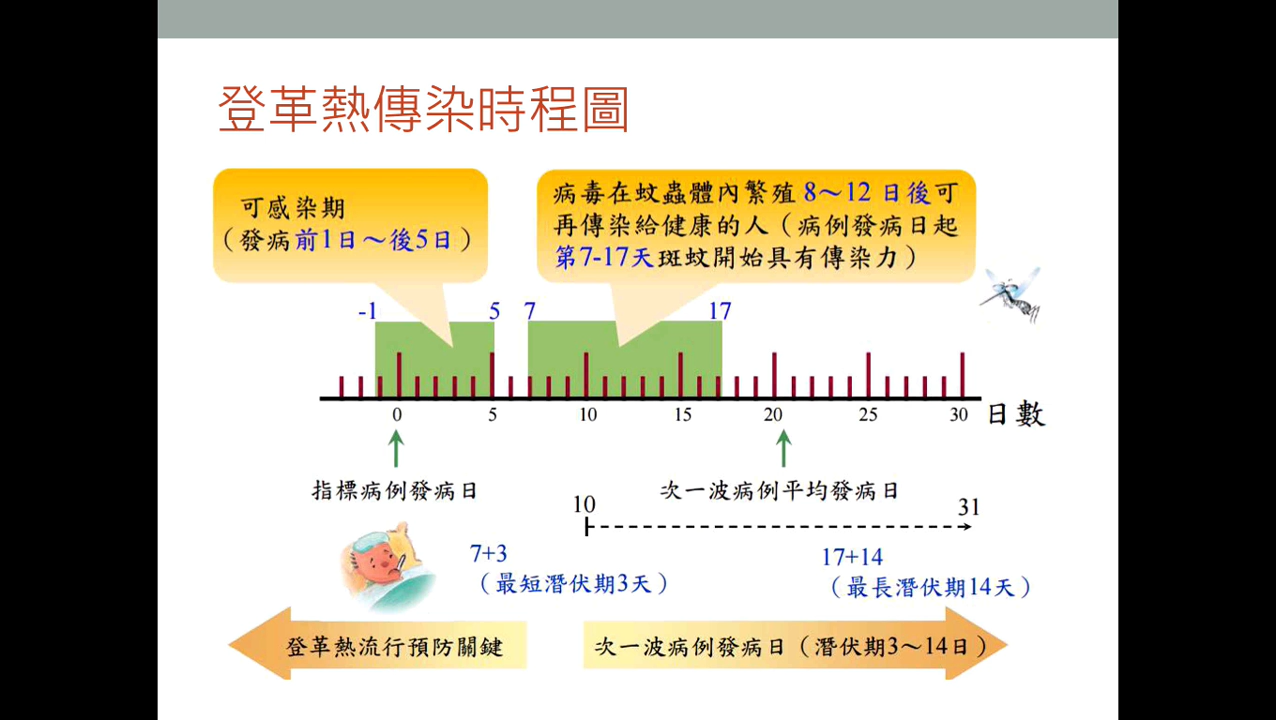 登革熱傳染時程圖
可感染期
（發病前1日～後5日）
病毒在蚊蟲體內繁殖 8～12 日後可
再傳染給健康的人（病例發病日起
第7-17天斑蚊開始具有傳染力）
-1 5 7 17
0 5 10 15 20 25 30 日數
指標病例發病日
次一波病例平均發病日
10 31
7+3
（最短潛伏期3天）
17+14
（最長潛伏期14天）
登革熱流行預防關鍵
次一波病例發病日（潛伏期3～14日）